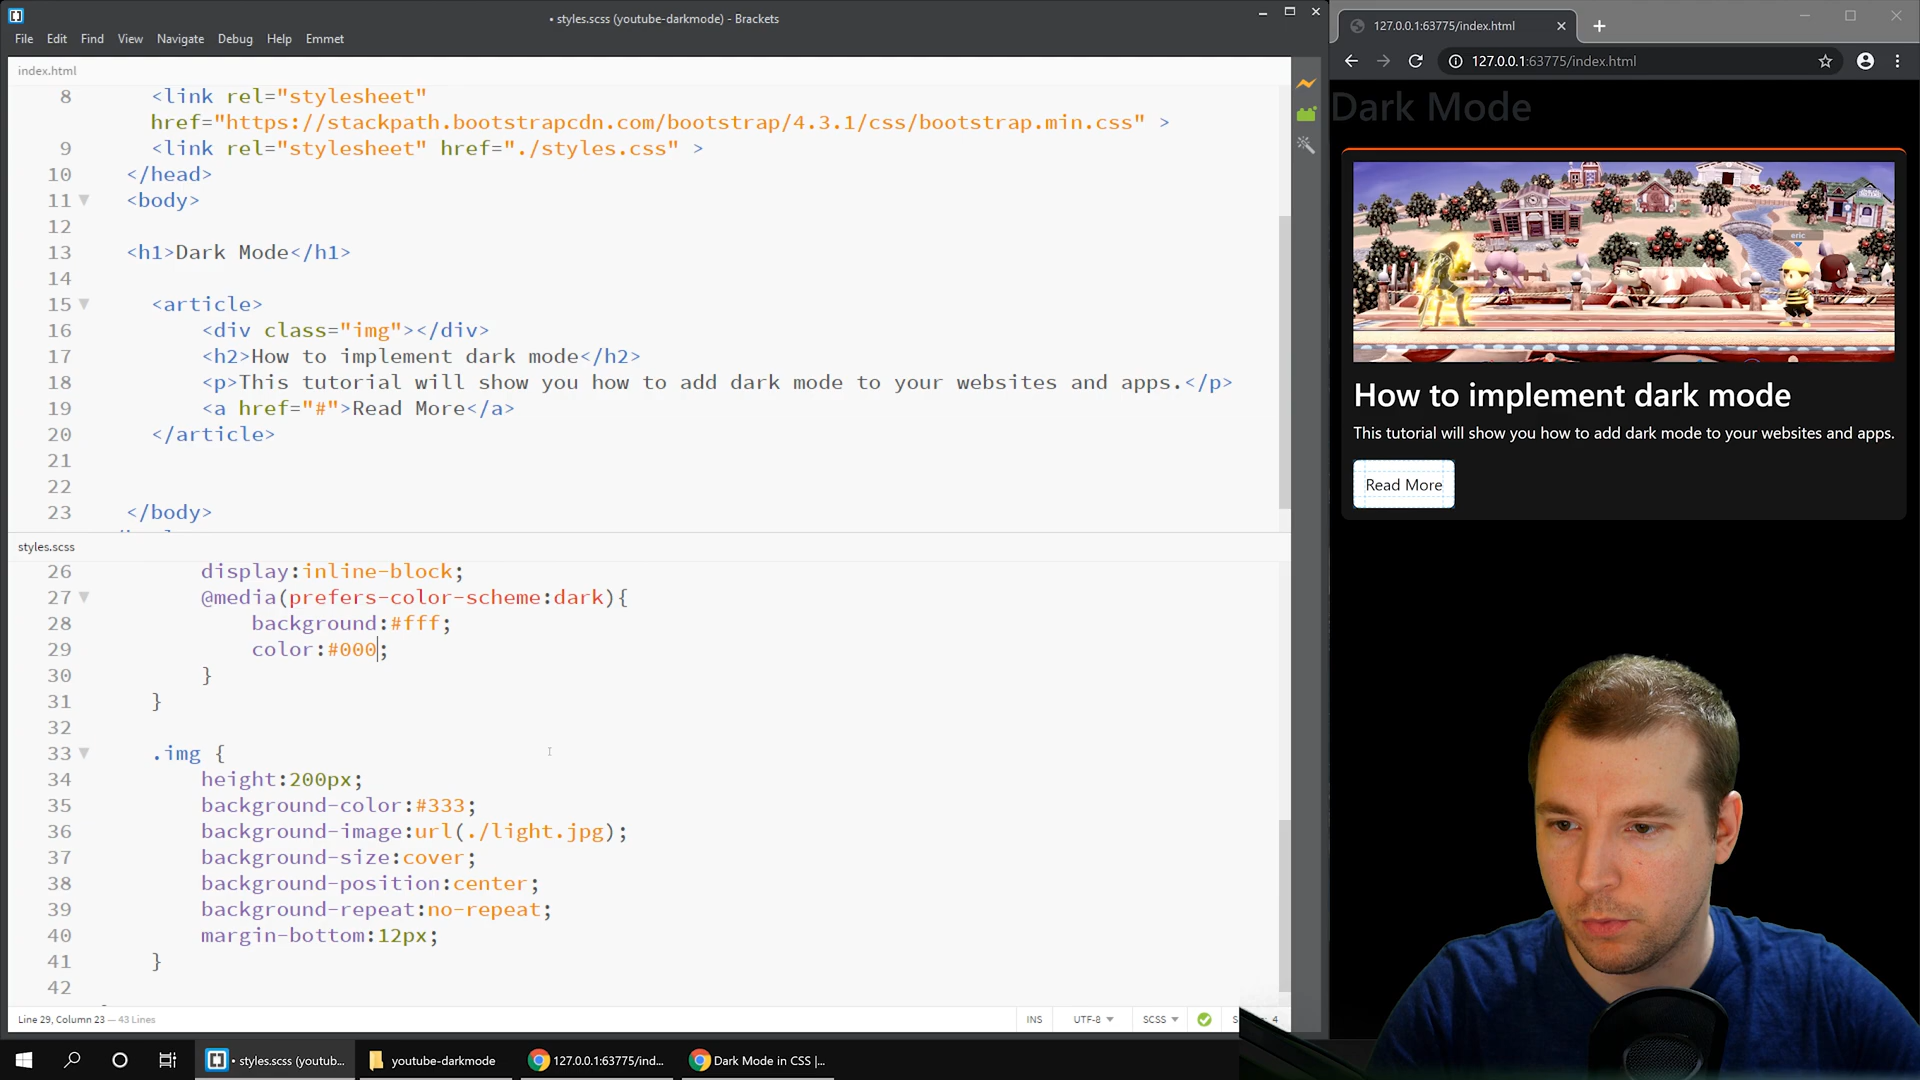 • styles.scss (youtube-darkmode) - Brackets
File Edit Find View Navigate Debug Help Emmet
index.html
8 <link rel="stylesheet"
href="https://stackpath.bootstrapcdn.com/bootstrap/4.3.1/css/bootstrap.min.css" >
9 <link rel="stylesheet" href="./styles.css" >
10 </head>
11 <body>
12
13 <h1>Dark Mode</h1>
14
15 <article>
16 <div class="img"></div>
17 <h2>How to implement dark mode</h2>
18 <p>This tutorial will show you how to add dark mode to your websites and apps.</p>
19 <a href="#">Read More</a>
20 </article>
21
22
23 </body>
styles.scss
26 display:inline-block;
27 @media(prefers-color-scheme:dark){
28 background:#fff;
29 color:#000;
30 }
31 }
32
33 .img {
34 height:200px;
35 background-color:#333;
36 background-image:url(./light.jpg);
37 background-size:cover;
38 background-position:center;
39 background-repeat:no-repeat;
40 margin-bottom:12px;
41 }
42
Line 29, Column 23 — 43 Lines
INS UTF-8 SCSS 4
127.0.0.1:63775/index.html
127.0.0.1:63775/index.html
Dark Mode
eric
How to implement dark mode
This tutorial will show you how to add dark mode to your websites and apps.
Read More
• styles.scss (youtub...
youtube-darkmode
127.0.0.1:63775/ind...
Dark Mode in CSS |...